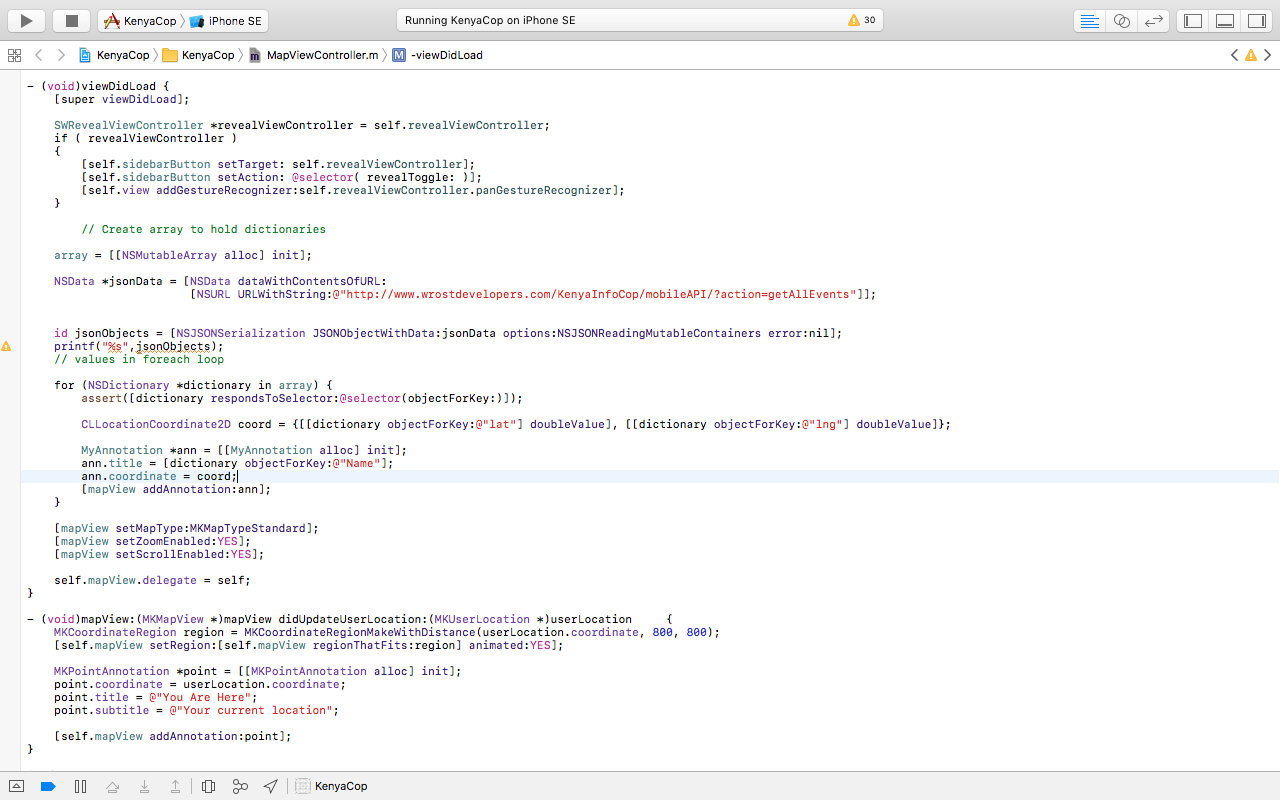 KenyaCop iPhone SE Running KenyaCop on iPhone SE 30
KenyaCop KenyaCop MapViewController.m M -viewDidLoad
- (void)viewDidLoad {
[super viewDidLoad];
SWRevealViewController *revealViewController = self.revealViewController;
if ( revealViewController )
{
[self.sidebarButton setTarget: self.revealViewController];
[self.sidebarButton setAction: @selector( revealToggle: )];
[self.view addGestureRecognizer:self.revealViewController.panGestureRecognizer];
}
// Create array to hold dictionaries
array = [[NSMutableArray alloc] init];
NSData *jsonData = [NSData dataWithContentsOfURL:
[NSURL URLWithString:@"http://www.wrostdevelopers.com/KenyaInfoCop/mobileAPI/?action=getAllEvents"]];
id jsonObjects = [NSJSONSerialization JSONObjectWithData:jsonData options:NSJSONReadingMutableContainers error:nil];
printf("%s",jsonObjects);
// values in foreach loop
for (NSDictionary *dictionary in array) {
assert([dictionary respondsToSelector:@selector(objectForKey:)]);
CLLocationCoordinate2D coord = {[[dictionary objectForKey:@"lat"] doubleValue], [[dictionary objectForKey:@"lng"] doubleValue]};
MyAnnotation *ann = [[MyAnnotation alloc] init];
ann.title = [dictionary objectForKey:@"Name"];
ann.coordinate = coord;
[mapView addAnnotation:ann];
}
[mapView setMapType:MKMapTypeStandard];
[mapView setZoomEnabled:YES];
[mapView setScrollEnabled:YES];
self.mapView.delegate = self;
}
- (void)mapView:(MKMapView *)mapView didUpdateUserLocation:(MKUserLocation *)userLocation {
MKCoordinateRegion region = MKCoordinateRegionMakeWithDistance(userLocation.coordinate, 800, 800);
[self.mapView setRegion:[self.mapView regionThatFits:region] animated:YES];
MKPointAnnotation *point = [[MKPointAnnotation alloc] init];
point.coordinate = userLocation.coordinate;
point.title = @"You Are Here";
point.subtitle = @"Your current location";
[self.mapView addAnnotation:point];
}
KenyaCop